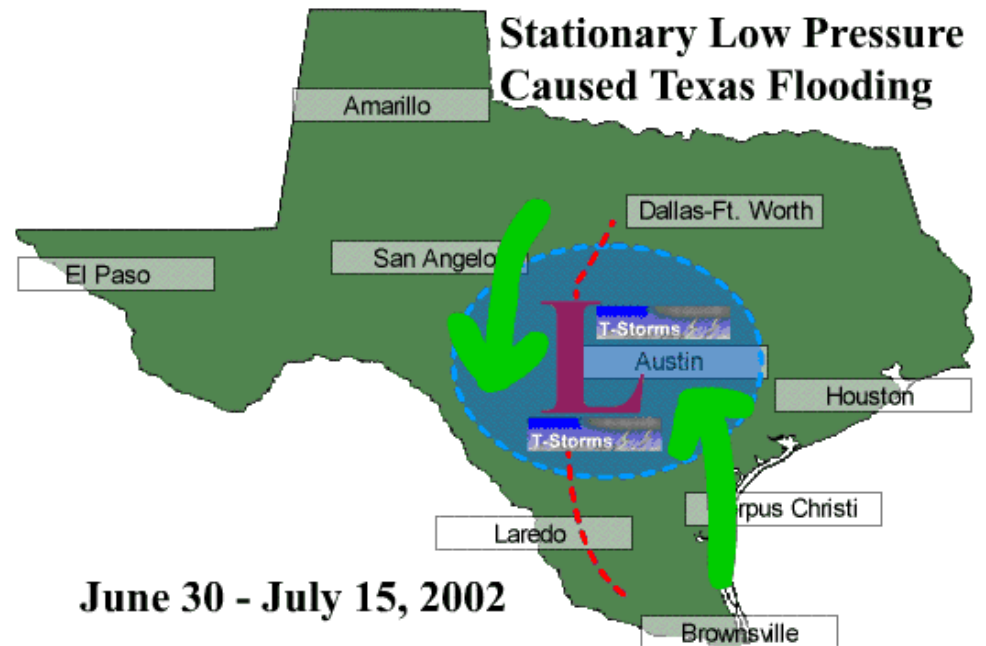 Stationary Low Pressure
Caused Texas Flooding
Amarillo
Dallas-Ft. Worth
San Angelo
El Paso
L
T-Storms
Austin
Houston
T-Storms
rpus Christi
Laredo
June 30 - July 15, 2002
Brownsville